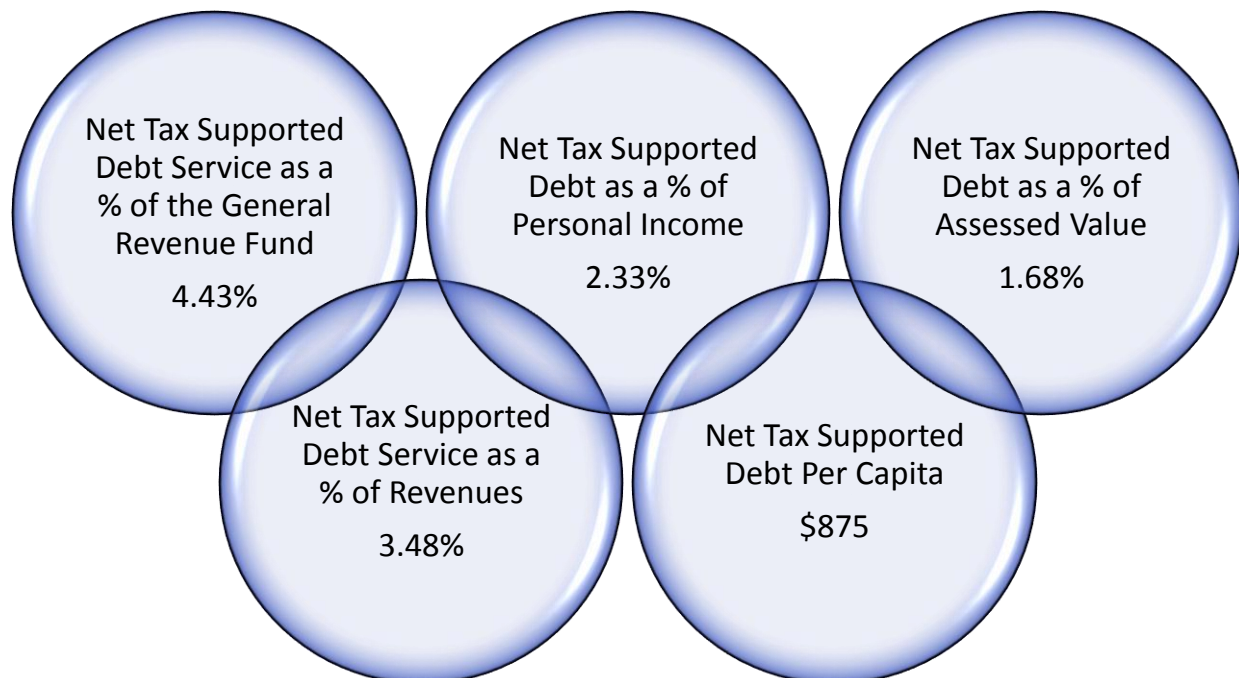 Net Tax Supported
Debt Service as a
% of the General
Revenue Fund
4.43%
Net Tax Supported
Debt as a % of
Personal Income
2.33%
Net Tax Supported
Debt as a % of
Assessed Value
1.68%
Net Tax Supported
Debt Service as a
% of Revenues
3.48%
Net Tax Supported
Debt Per Capita
$875